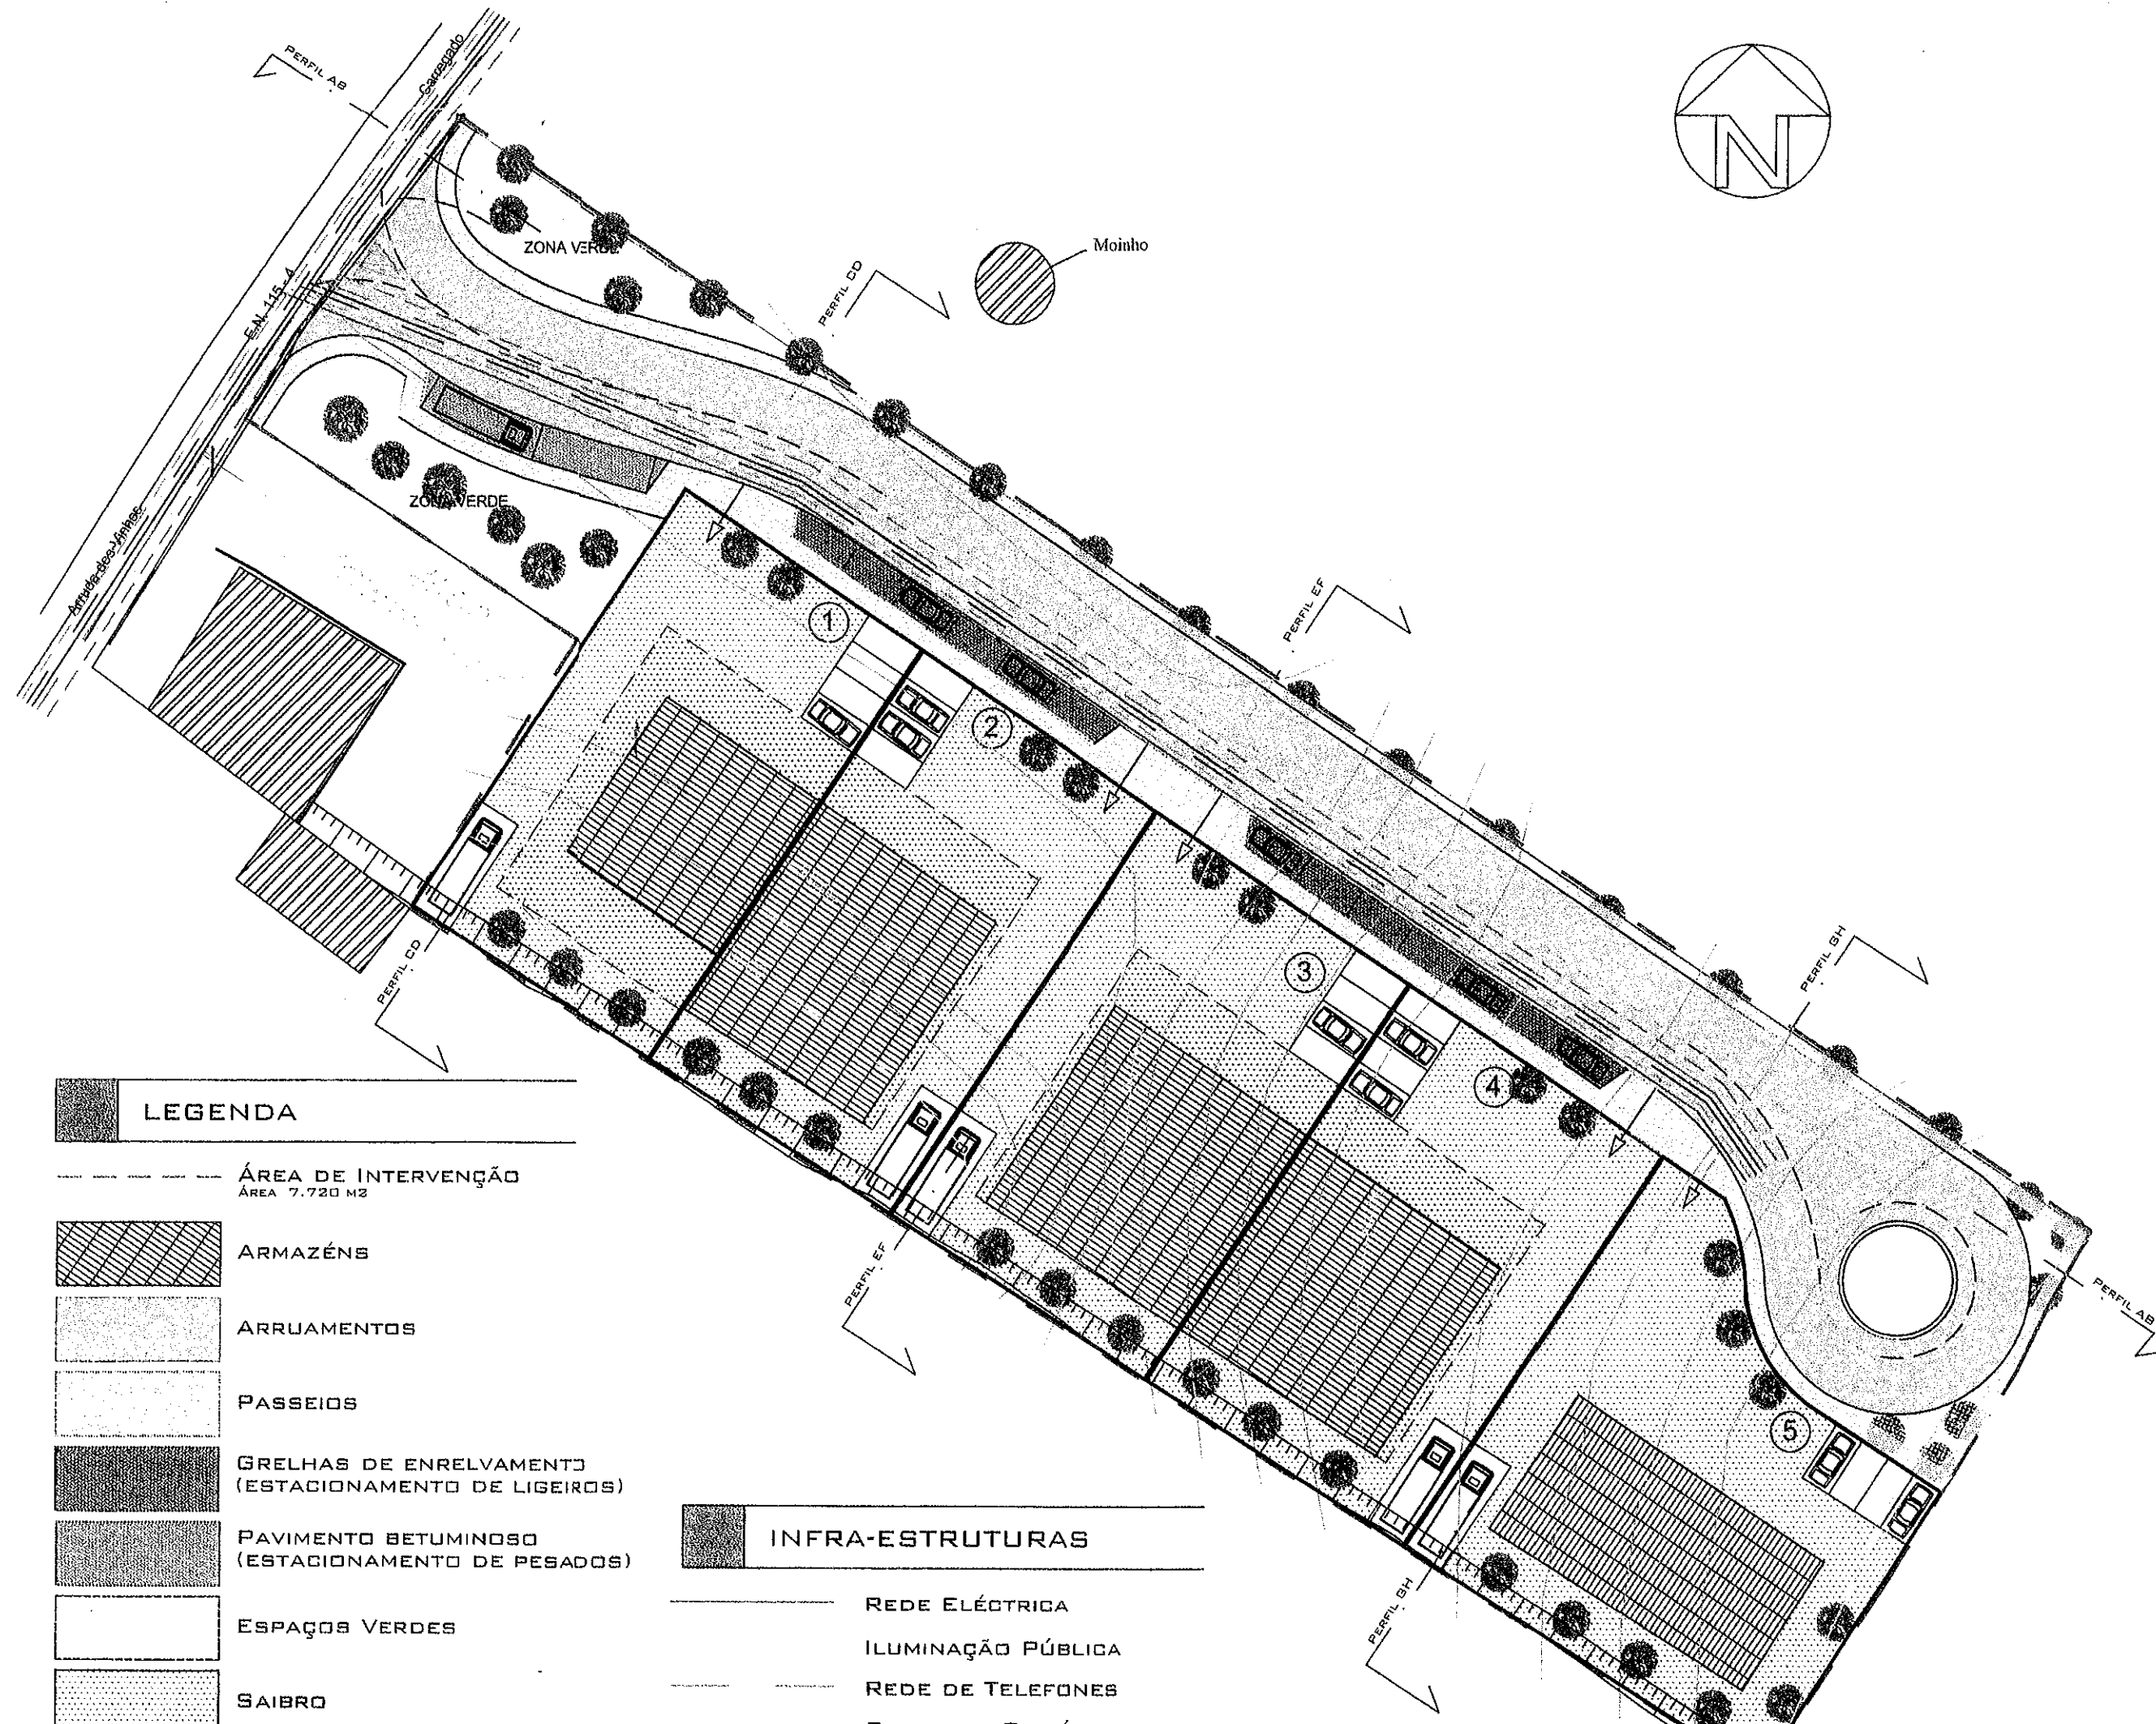 PERFIL AB
Carregado
N
ZONA VERDE
Moinho
PERFIL CD
E.N. 115 - 4
ZONA VERDE
Arruda dos Vinhos
PERFIL EF
1
2
3
4
5
PERFIL GH
PERFIL AB
PERFIL CD
PERFIL EF
PERFIL GH
LEGENDA
ÁREA DE INTERVENÇÃO
ÁREA 7.720 M2
ARMAZÉNS
ARRUAMENTOS
PASSEIOS
GRELHAS DE ENRELVAMENTO
(ESTACIONAMENTO DE LIGEIROS)
PAVIMENTO BETUMINOSO
(ESTACIONAMENTO DE PESADOS)
ESPAÇOS VERDES
SAIBRO
INFRA-ESTRUTURAS
REDE ELÉCTRICA
ILUMINAÇÃO PÚBLICA
REDE DE TELEFONES